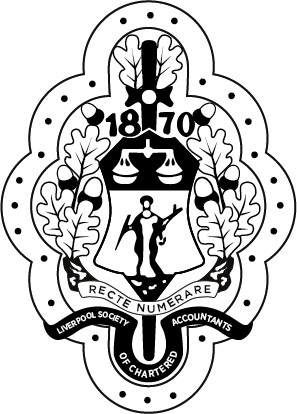 1870
RECTE NUMERARE
LIVERPOOL SOCIETY
OF CHARTERED
ACCOUNTANTS